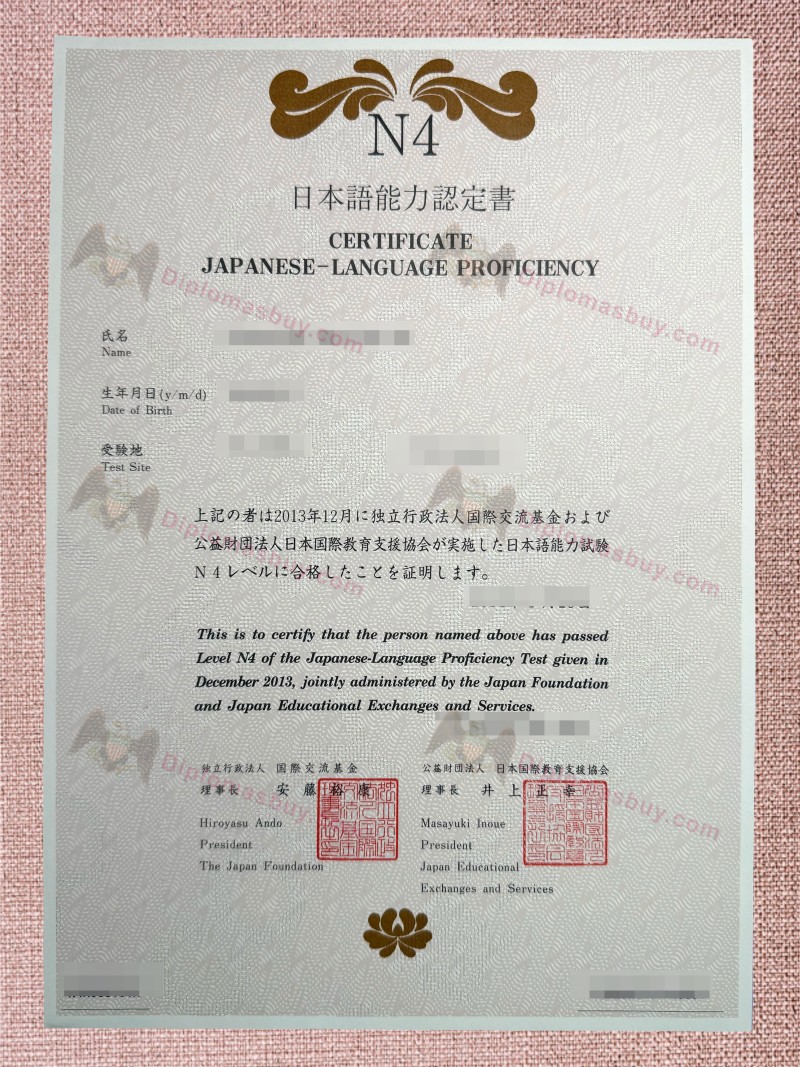 N4
日本語能力認定書
CERTIFICATE
JAPANESE-LANGUAGE PROFICIENCY
Diplomasbuy.com
Diplomasbuy.com
氏名
Name
生年月日(y/m/d)
Date of Birth
受験地
Test Site
上記の者は2013年12月に独立行政法人国際交流基金および
公益財団法人日本国際教育支援協会が実施した日本語能力試験
N4レベルに合格したことを証明します。
Diplomasbuy.com
Diplomasbuy.com
This is to certify that the person named above has passed
Level N4 of the Japanese-Language Proficiency Test given in
December 2013, jointly administered by the Japan Foundation
and Japan Educational Exchanges and Services.
独立行政法人 国際交流基金
理事長 安藤裕康
Hiroyasu Ando
President
The Japan Foundation
公益財団法人 日本国際教育支援協会
理事長 井上正幸
Masayuki Inoue
President
Japan Educational
Exchanges and Services
Diplomasbuy.com
Diplomasbuy.com